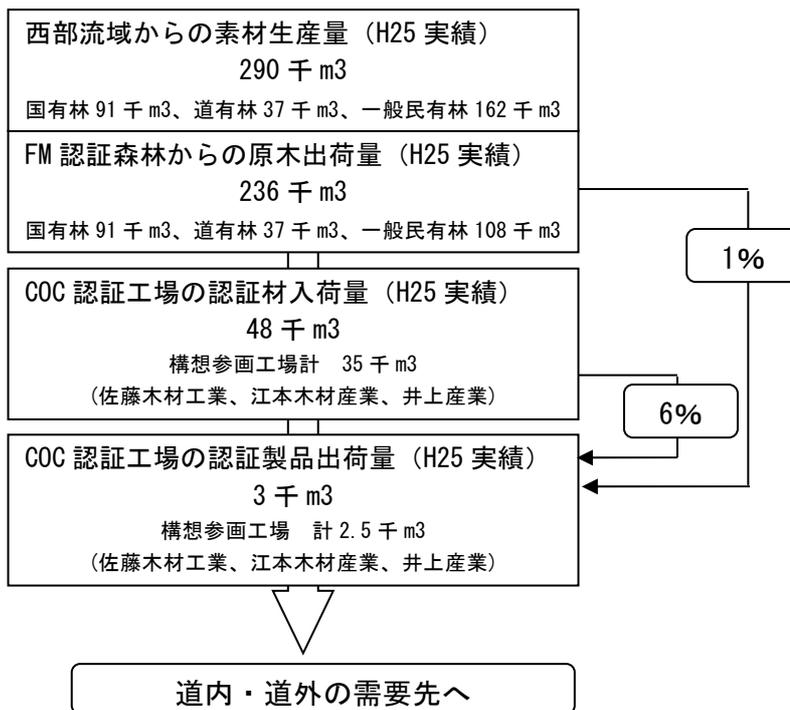 西部流域からの素材生産量（H25 実績）
290 千 m3
国有林 91 千 m3、道有林 37 千 m3、一般民有林 162 千 m3
FM 認証森林からの原木出荷量（H25 実績）
236 千 m3
国有林 91 千 m3、道有林 37 千 m3、一般民有林 108 千 m3
1%
COC 認証工場の認証材入荷量（H25 実績）
48 千 m3
構想参画工場計　35 千 m3
（佐藤木材工業、江本木材産業、井上産業）
6%
COC 認証工場の認証製品出荷量（H25 実績）
3 千 m3
構想参画工場　計 2.5 千 m3
（佐藤木材工業、江本木材産業、井上産業）
道内・道外の需要先へ